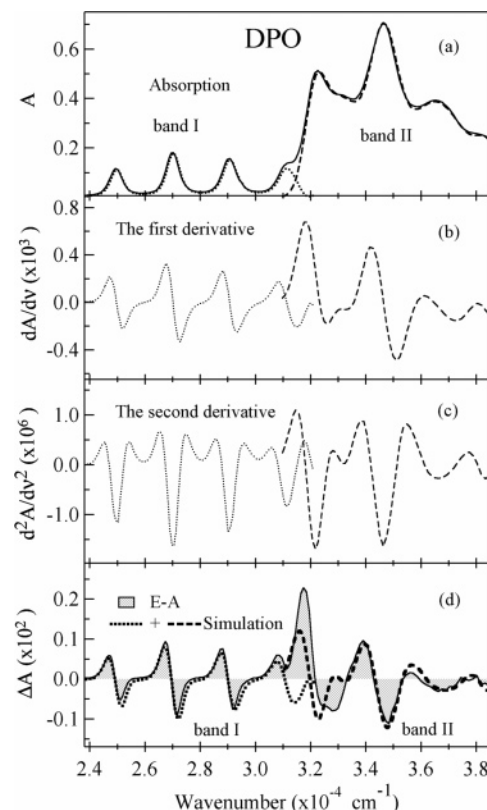 DPO
(a)
Absorption
band I
band II
A
0.6
0.4
0.2
(b)
The first derivative
dA/dν (x10³)
0.8
0.4
0.0
-0.4
(c)
The second derivative
d²A/dν² (x10⁶)
1.0
0.0
-1.0
(d)
E-A
+ Simulation
band I
band II
ΔA (x10²)
0.2
0.1
0.0
-0.1
2.4 2.6 2.8 3.0 3.2 3.4 3.6 3.8
Wavenumber (x10⁻⁴ cm⁻¹)